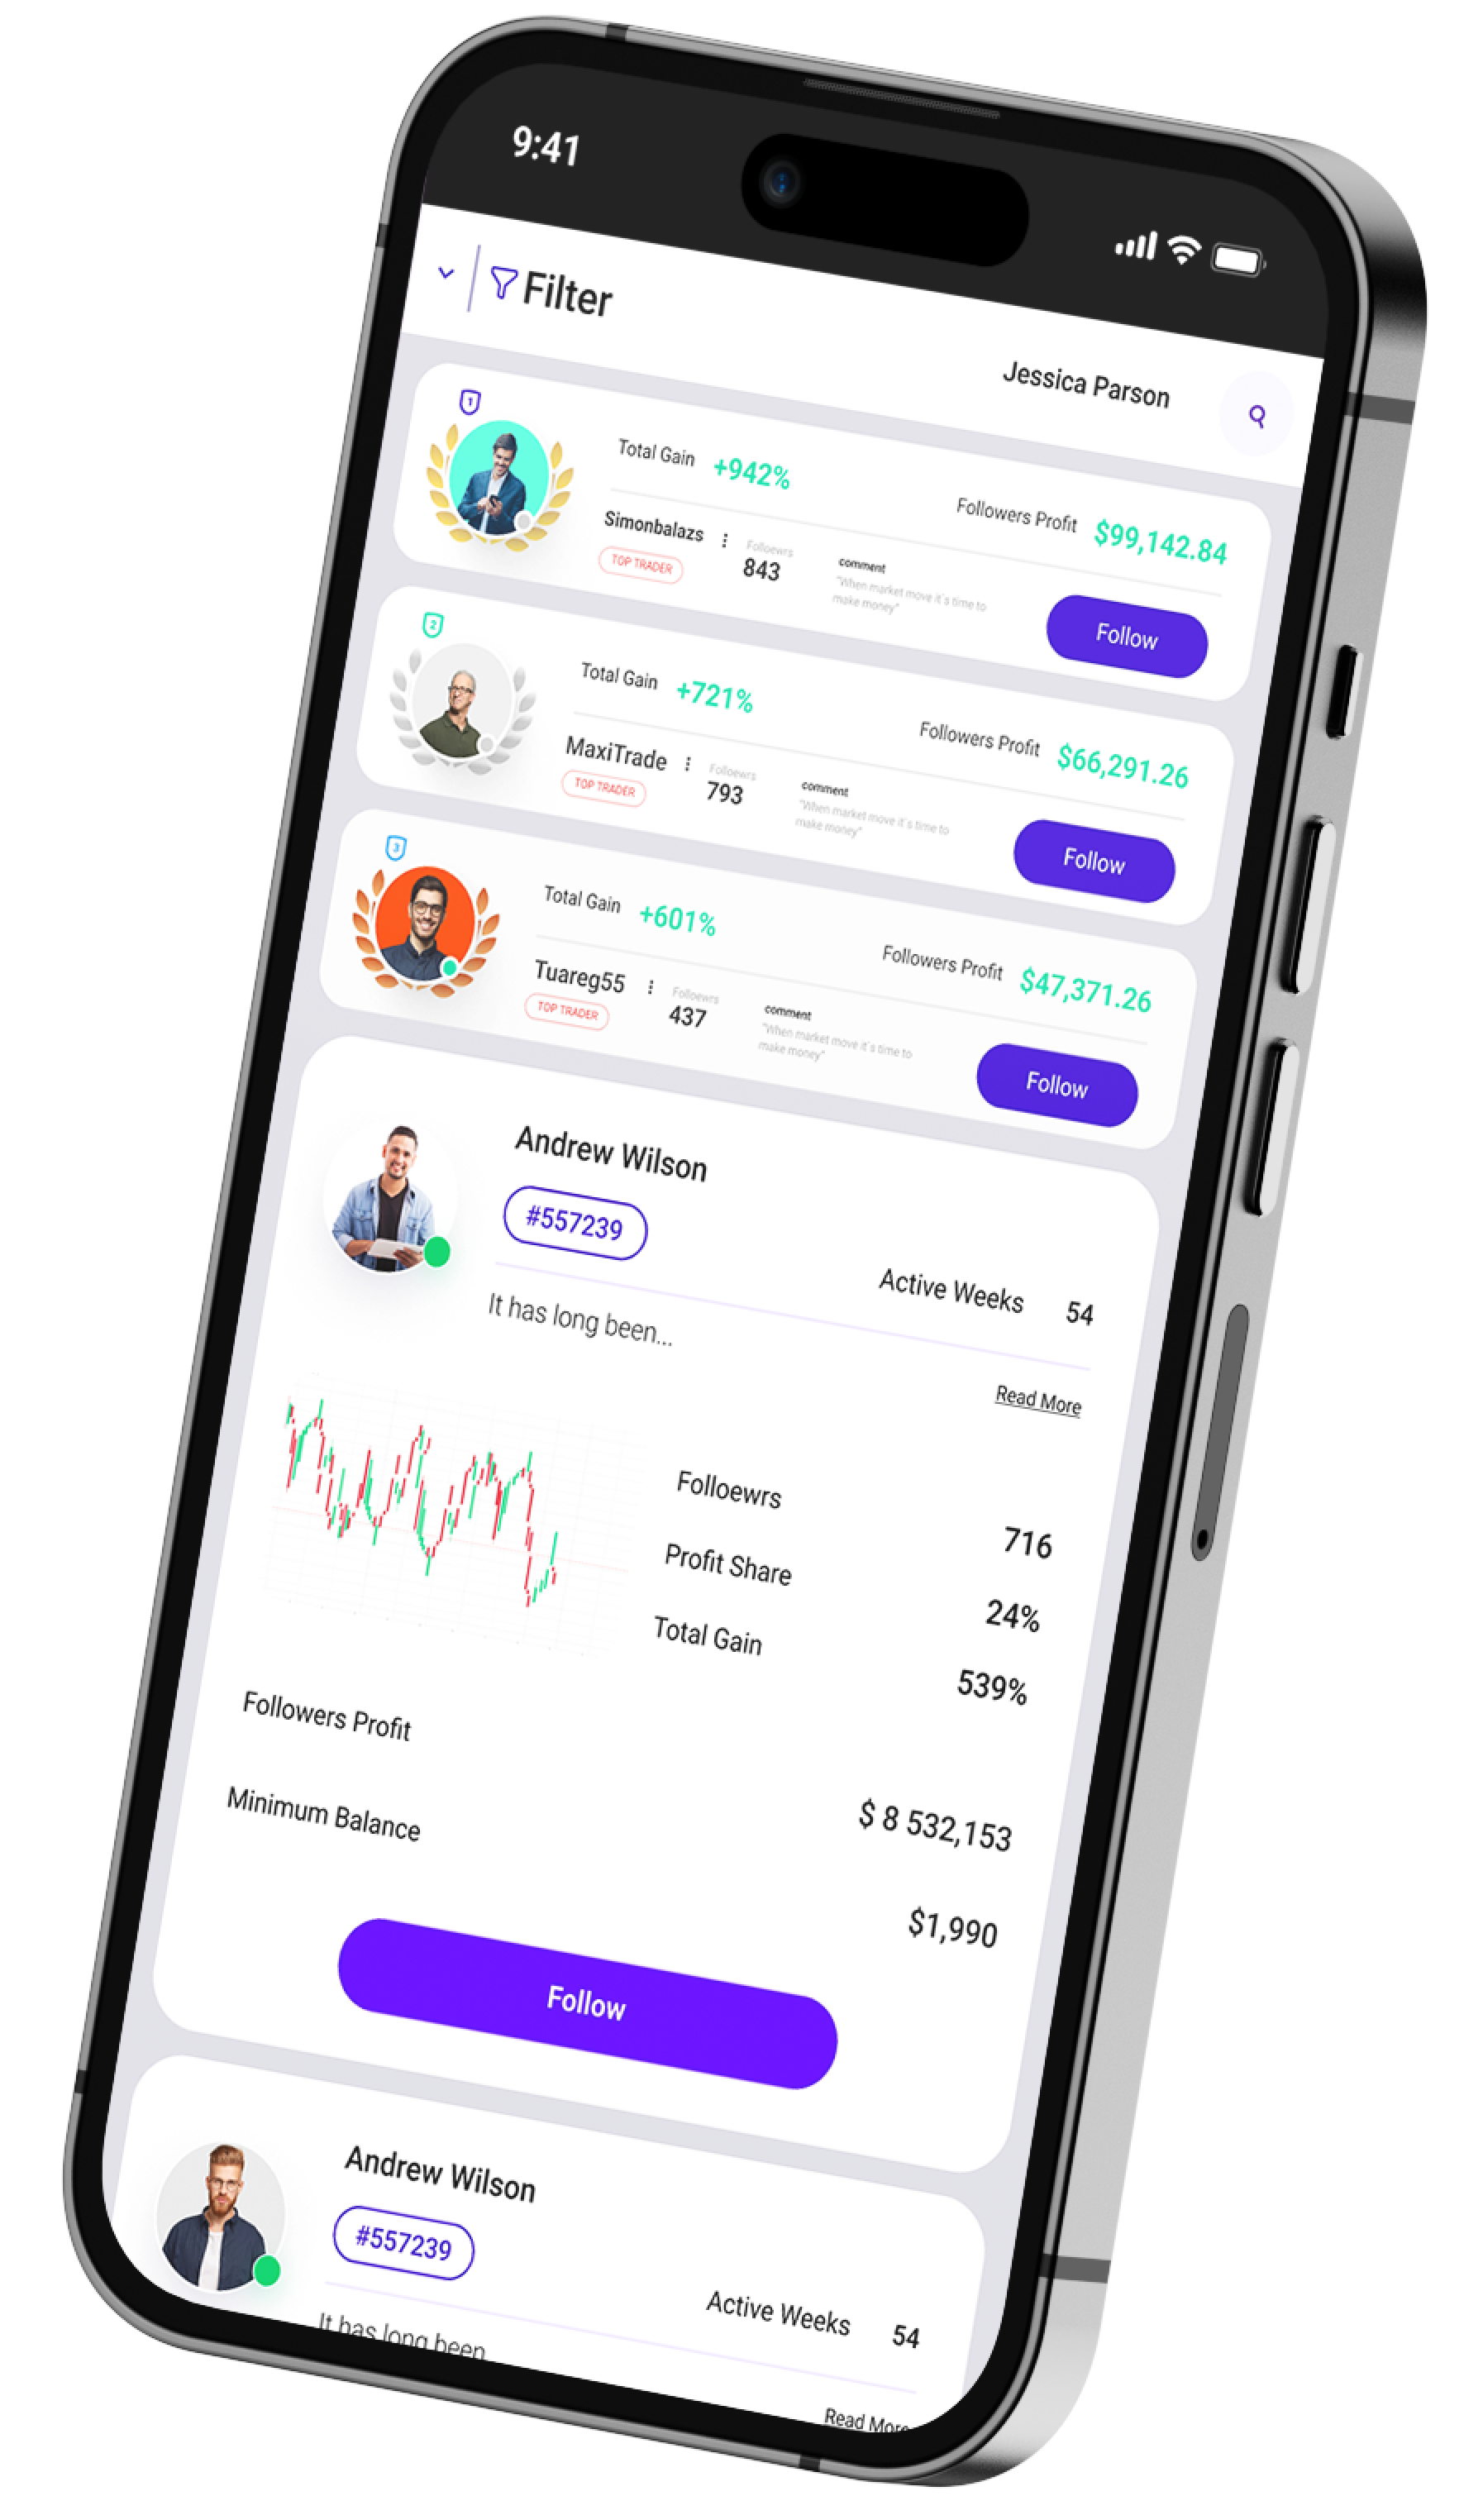 9:41
Filter
Jessica Parson
1
Total Gain +942%
Followers Profit $99,142.84
Simonbalazs
TOP TRADER
Folloewrs
843
comment
"When market move it`s time to
make money"
Follow
2
Total Gain +721%
Followers Profit $66,291.26
MaxiTrade
TOP TRADER
Folloewrs
793
comment
"When market move it`s time to
make money"
Follow
3
Total Gain +601%
Followers Profit $47,371.26
Tuareg55
TOP TRADER
Folloewrs
437
comment
"When market move it`s time to
make money"
Follow
Andrew Wilson
#557239
Active Weeks 54
It has long been...
Read More
Folloewrs 716
Profit Share 24%
Total Gain 539%
Followers Profit $ 8 532,153
Minimum Balance $1,990
Follow
Andrew Wilson
#557239
Active Weeks 54
It has long been
Read More